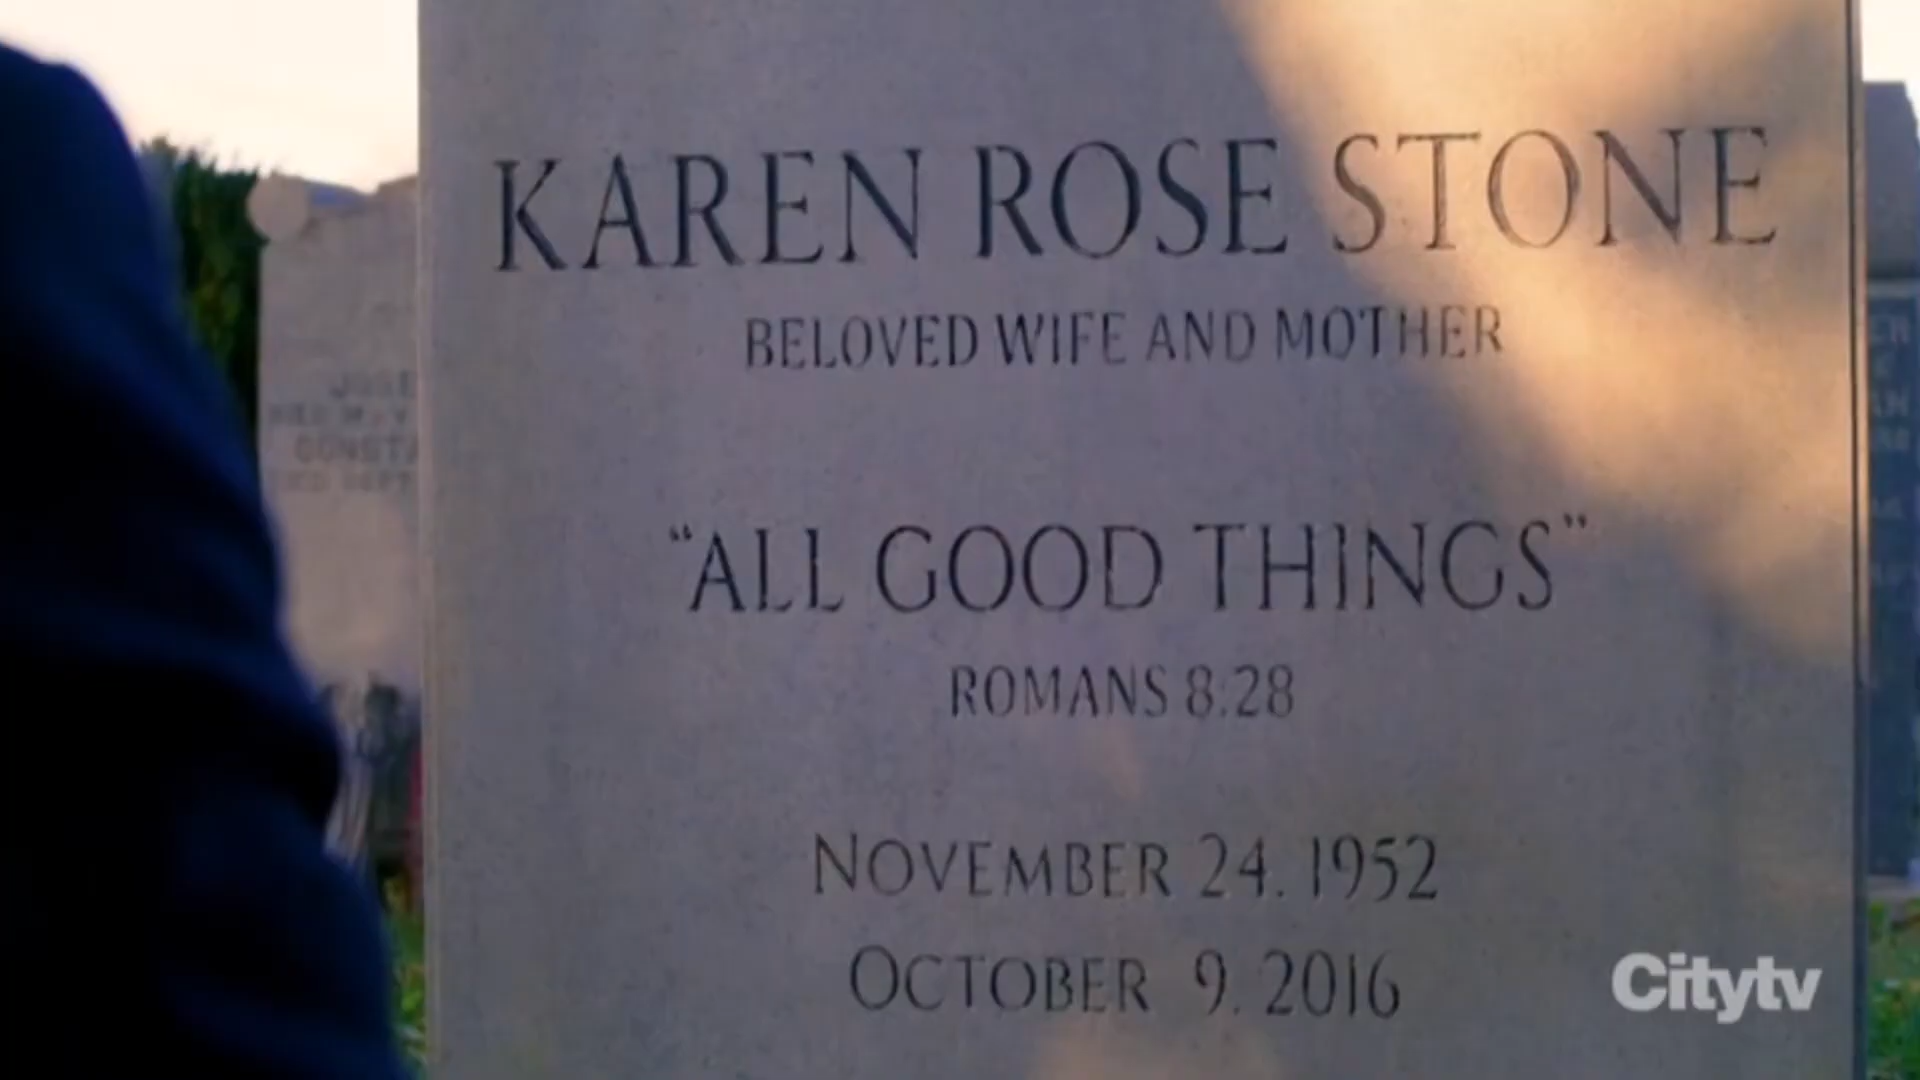 KAREN ROSE STONE
BELOVED WIFE AND MOTHER
“ALL GOOD THINGS”
ROMANS 8:28
NOVEMBER 24. 1952
OCTOBER 9. 2016
Citytv